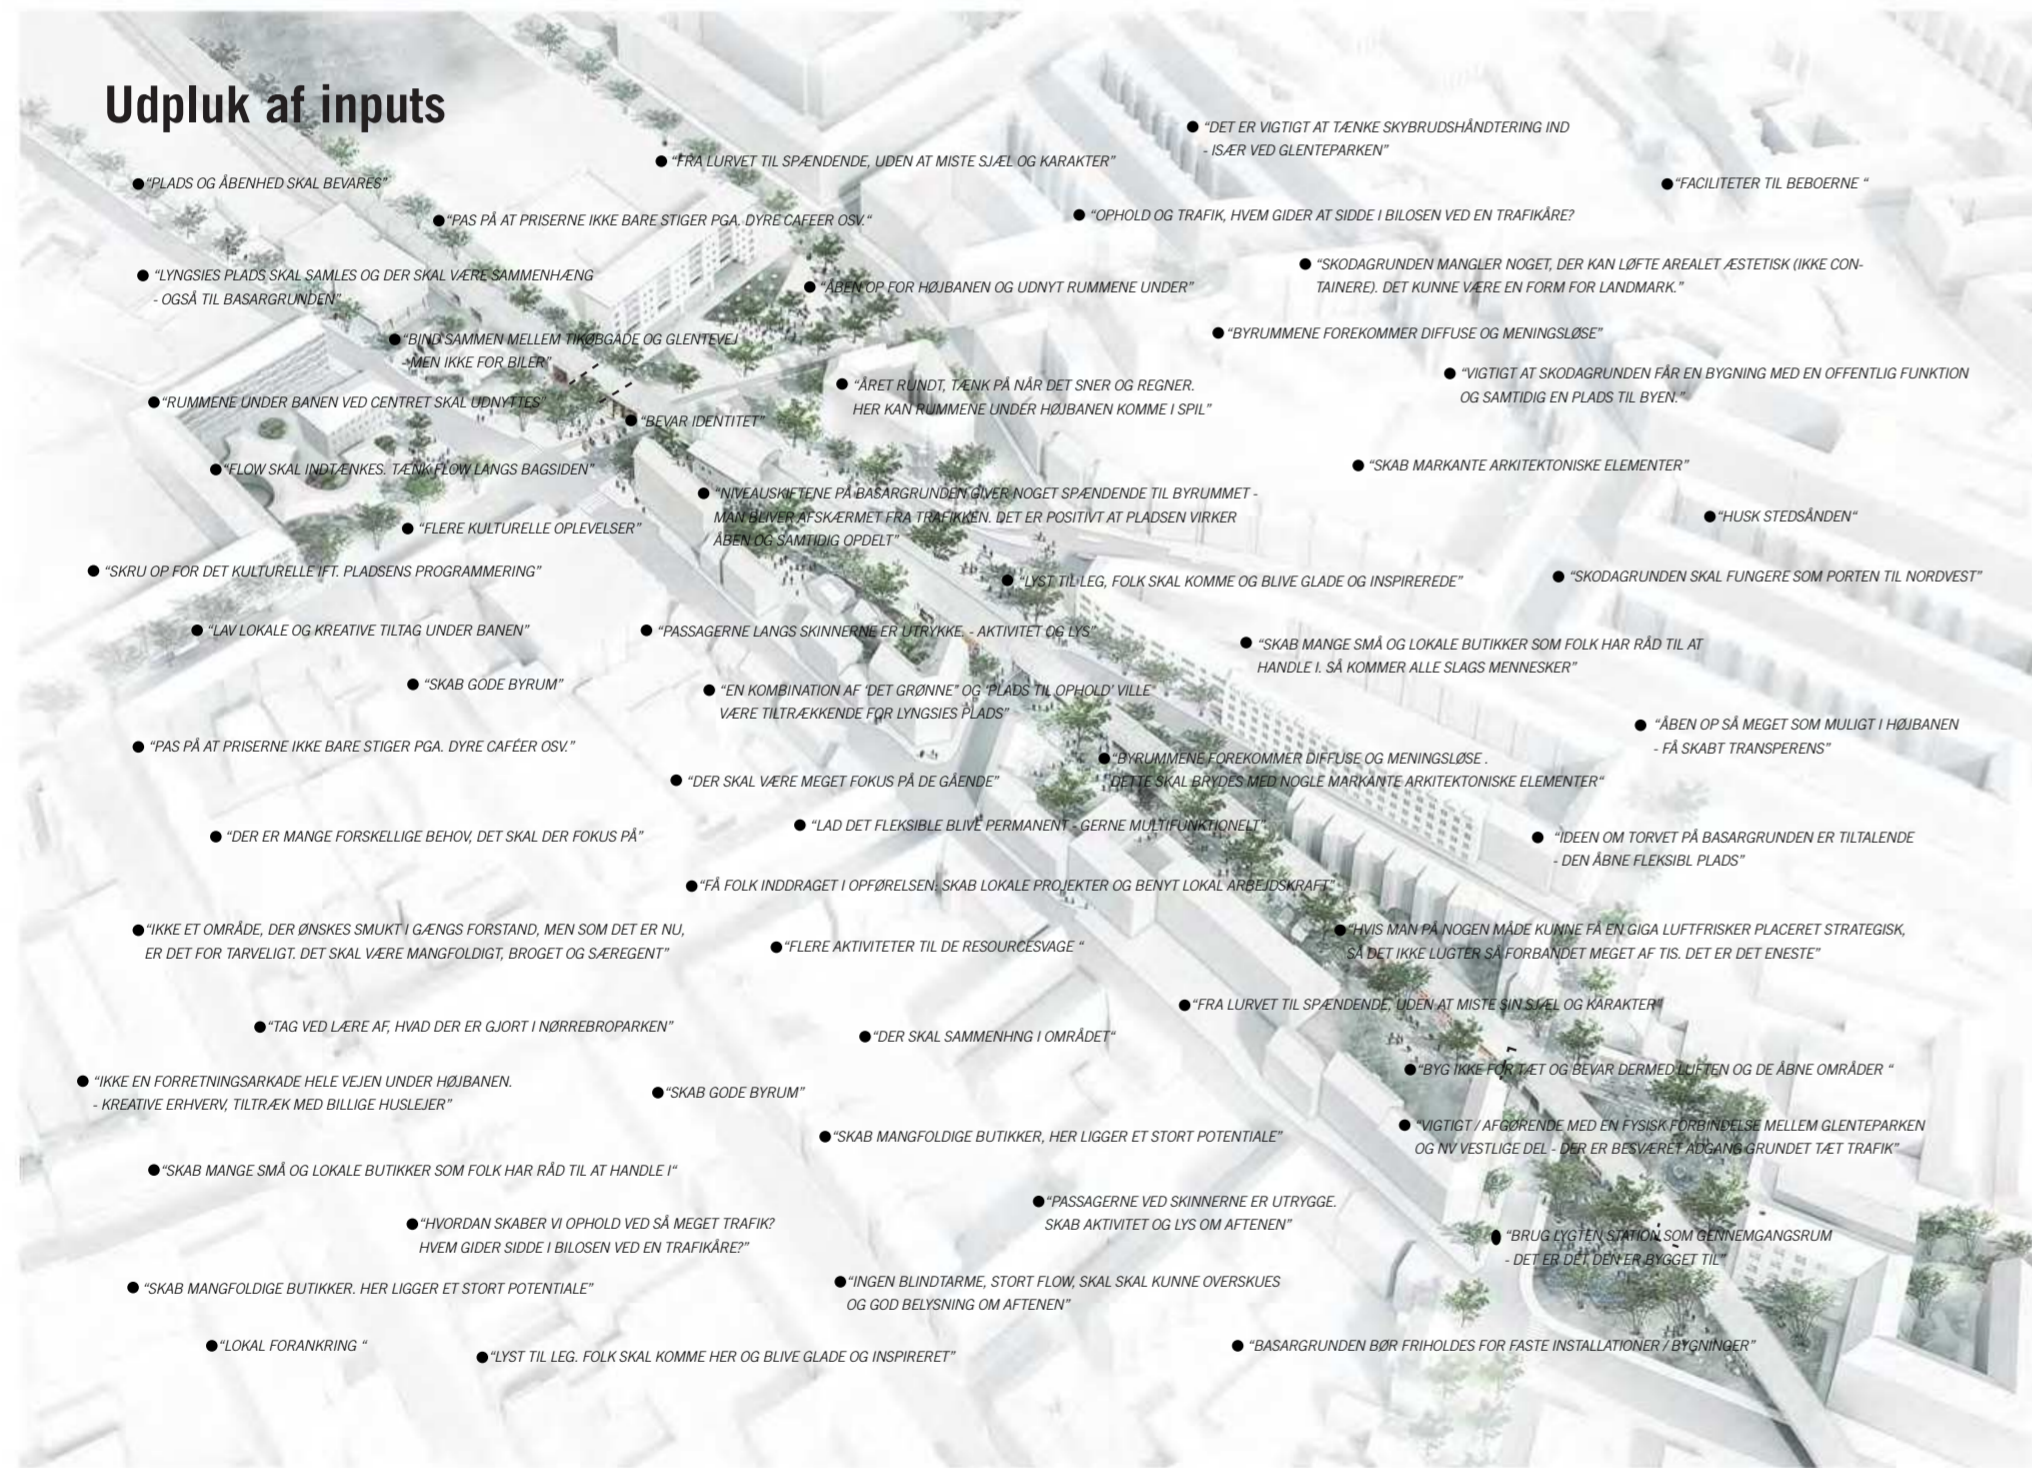 Udpluk af inputs
“DET ER VIGTIGT AT TÆNKE SKYBRUDSHÅNDTERING IND
- ISÆR VED GLENTEPARKEN”
“FRA LURVET TIL SPÆNDENDE, UDEN AT MISTE SJÆL OG KARAKTER”
“PLADS OG ÅBENHED SKAL BEVARES”
“FACILITETER TIL BEBOERNE “
“PAS PÅ AT PRISERNE IKKE BARE STIGER PGA. DYRE CAFEER OSV.“
“OPHOLD OG TRAFIK, HVEM GIDER AT SIDDE I BILOSEN VED EN TRAFIKÅRE?
“LYNGSIES PLADS SKAL SAMLES OG DER SKAL VÆRE SAMMENHÆNG
- OGSÅ TIL BASARGRUNDEN”
“ÅBEN OP FOR HØJBANEN OG UDNYT RUMMENE UNDER”
“SKODAGRUNDEN MANGLER NOGET, DER KAN LØFTE AREALET ÆSTETISK (IKKE CON-
TAINERE). DET KUNNE VÆRE EN FORM FOR LANDMARK.”
“BIND SAMMEN MELLEM TIKØBGADE OG GLENTEVEJ
- MEN IKKE FOR BILER”
“BYRUMMENE FOREKOMMER DIFFUSE OG MENINGSLØSE”
“RUMMENE UNDER BANEN VED CENTRET SKAL UDNYTTES”
“ÅRET RUNDT, TÆNK PÅ NÅR DET SNER OG REGNER.
HER KAN RUMMENE UNDER HØJBANEN KOMME I SPIL”
“VIGTIGT AT SKODAGRUNDEN FÅR EN BYGNING MED EN OFFENTLIG FUNKTION
OG SAMTIDIG EN PLADS TIL BYEN.”
“BEVAR IDENTITET”
“FLOW SKAL INDTÆNKES. TÆNK FLOW LANGS BAGSIDEN”
“SKAB MARKANTE ARKITEKTONISKE ELEMENTER”
“NIVEAUSKIFTENE PÅ BASARGRUNDEN GIVER NOGET SPÆNDENDE TIL BYRUMMET -
MAN BLIVER AFSKÆRMET FRA TRAFIKKEN. DET ER POSITIVT AT PLADSEN VIRKER
ÅBEN OG SAMTIDIG OPDELT”
“FLERE KULTURELLE OPLEVELSER”
“HUSK STEDSÅNDEN“
“SKRU OP FOR DET KULTURELLE IFT. PLADSENS PROGRAMMERING”
“LYST TIL LEG, FOLK SKAL KOMME OG BLIVE GLADE OG INSPIREREDE”
“SKODAGRUNDEN SKAL FUNGERE SOM PORTEN TIL NORDVEST”
“LAV LOKALE OG KREATIVE TILTAG UNDER BANEN”
“PASSAGERNE LANGS SKINNERNE ER UTRYKKE. - AKTIVITET OG LYS”
“SKAB MANGE SMÅ OG LOKALE BUTIKKER SOM FOLK HAR RÅD TIL AT
HANDLE I. SÅ KOMMER ALLE SLAGS MENNESKER”
“SKAB GODE BYRUM”
“EN KOMBINATION AF ‘DET GRØNNE” OG ‘PLADS TIL OPHOLD’ VILLE
VÆRE TILTRÆKKENDE FOR LYNGSIES PLADS”
“ÅBEN OP SÅ MEGET SOM MULIGT I HØJBANEN
- FÅ SKABT TRANSPERENS”
“PAS PÅ AT PRISERNE IKKE BARE STIGER PGA. DYRE CAFÉER OSV.”
“BYRUMMENE FOREKOMMER DIFFUSE OG MENINGSLØSE .
DETTE SKAL BRYDES MED NOGLE MARKANTE ARKITEKTONISKE ELEMENTER“
“DER SKAL VÆRE MEGET FOKUS PÅ DE GÅENDE”
“LAD DET FLEKSIBLE BLIVE PERMANENT - GERNE MULTIFUNKTIONELT”
“DER ER MANGE FORSKELLIGE BEHOV, DET SKAL DER FOKUS PÅ”
“IDEEN OM TORVET PÅ BASARGRUNDEN ER TILTALENDE
- DEN ÅBNE FLEKSIBL PLADS”
“FÅ FOLK INDDRAGET I OPFØRELSEN: SKAB LOKALE PROJEKTER OG BENYT LOKAL ARBEJDSKRAFT”
“IKKE ET OMRÅDE, DER ØNSKES SMUKT I GÆNGS FORSTAND, MEN SOM DET ER NU,
ER DET FOR TARVELIGT. DET SKAL VÆRE MANGFOLDIGT, BROGET OG SÆREGENT”
“FLERE AKTIVITETER TIL DE RESOURCESVAGE “
“HVIS MAN PÅ NOGEN MÅDE KUNNE FÅ EN GIGA LUFTFRISKER PLACERET STRATEGISK,
SÅ DET IKKE LUGTER SÅ FORBANDET MEGET AF TIS. DET ER DET ENESTE”
“FRA LURVET TIL SPÆNDENDE, UDEN AT MISTE SIN SJÆL OG KARAKTER”
“TAG VED LÆRE AF, HVAD DER ER GJORT I NØRREBROPARKEN”
“DER SKAL SAMMENHNG I OMRÅDET“
“BYG IKKE FOR TÆT OG BEVAR DERMED LUFTEN OG DE ÅBNE OMRÅDER “
“IKKE EN FORRETNINGSARKADE HELE VEJEN UNDER HØJBANEN.
- KREATIVE ERHVERV, TILTRÆK MED BILLIGE HUSLEJER”
“SKAB GODE BYRUM”
“VIGTIGT / AFGØRENDE MED EN FYSISK FORBINDELSE MELLEM GLENTEPARKEN
OG NV VESTLIGE DEL - DER ER BESVÆRET ADGANG GRUNDET TÆT TRAFIK”
“SKAB MANGFOLDIGE BUTIKKER, HER LIGGER ET STORT POTENTIALE”
“SKAB MANGE SMÅ OG LOKALE BUTIKKER SOM FOLK HAR RÅD TIL AT HANDLE I“
“PASSAGERNE VED SKINNERNE ER UTRYGGE.
SKAB AKTIVITET OG LYS OM AFTENEN”
“HVORDAN SKABER VI OPHOLD VED SÅ MEGET TRAFIK?
HVEM GIDER SIDDE I BILOSEN VED EN TRAFIKÅRE?”
“BRUG LYGTEN STATION SOM GENNEMGANGSRUM
- DET ER DET DEN ER BYGGET TIL”
“SKAB MANGFOLDIGE BUTIKKER. HER LIGGER ET STORT POTENTIALE”
“INGEN BLINDTARME, STORT FLOW, SKAL SKAL KUNNE OVERSKUES
OG GOD BELYSNING OM AFTENEN”
“LOKAL FORANKRING “
“LYST TIL LEG. FOLK SKAL KOMME HER OG BLIVE GLADE OG INSPIRERET”
“BASARGRUNDEN BØR FRIHOLDES FOR FASTE INSTALLATIONER / BYGNINGER”